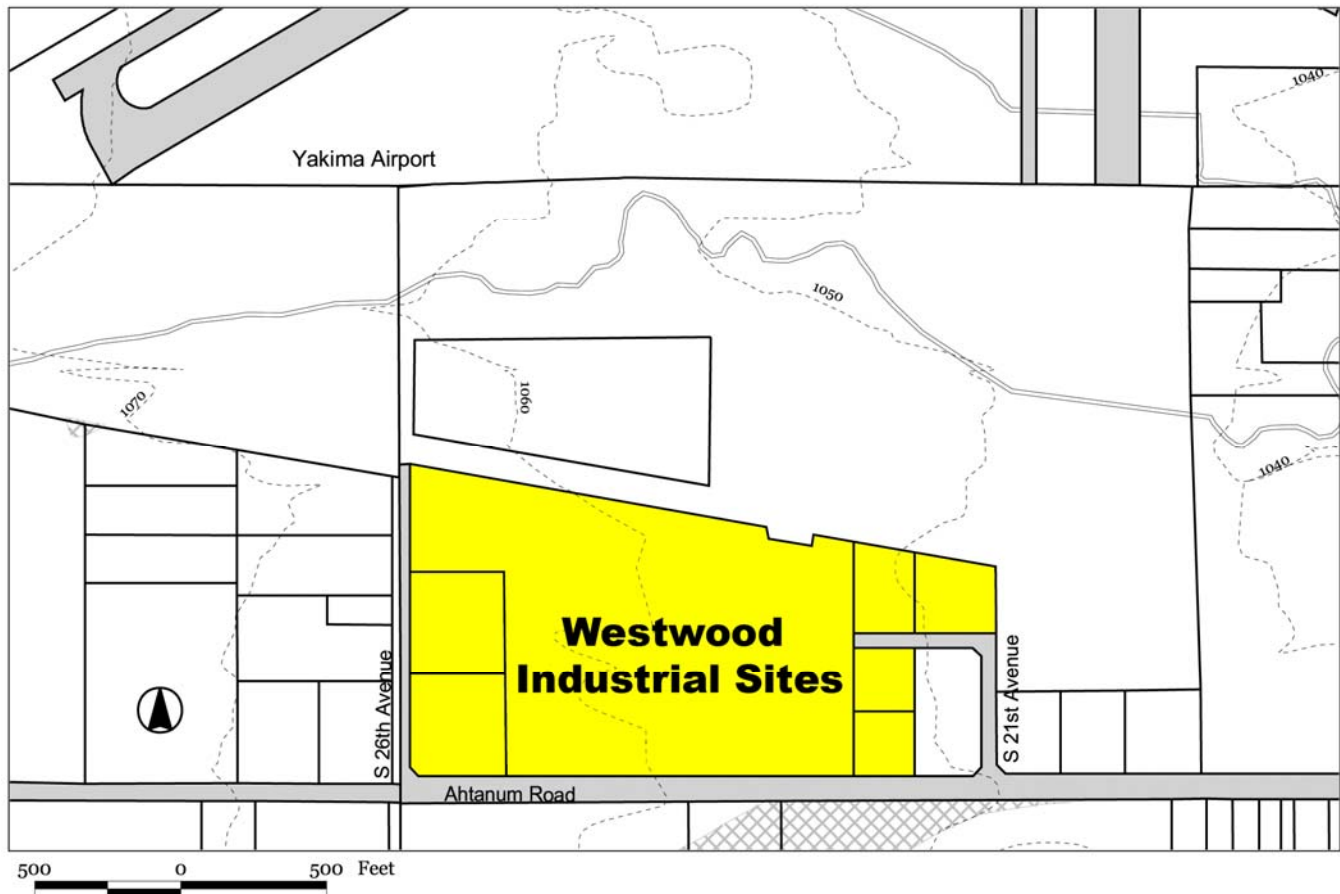 1040
Yakima Airport
1050
1060
1070
1040
Westwood
Industrial Sites
S 26th Avenue
S 21st Avenue
Ahtanum Road
500 0 500 Feet